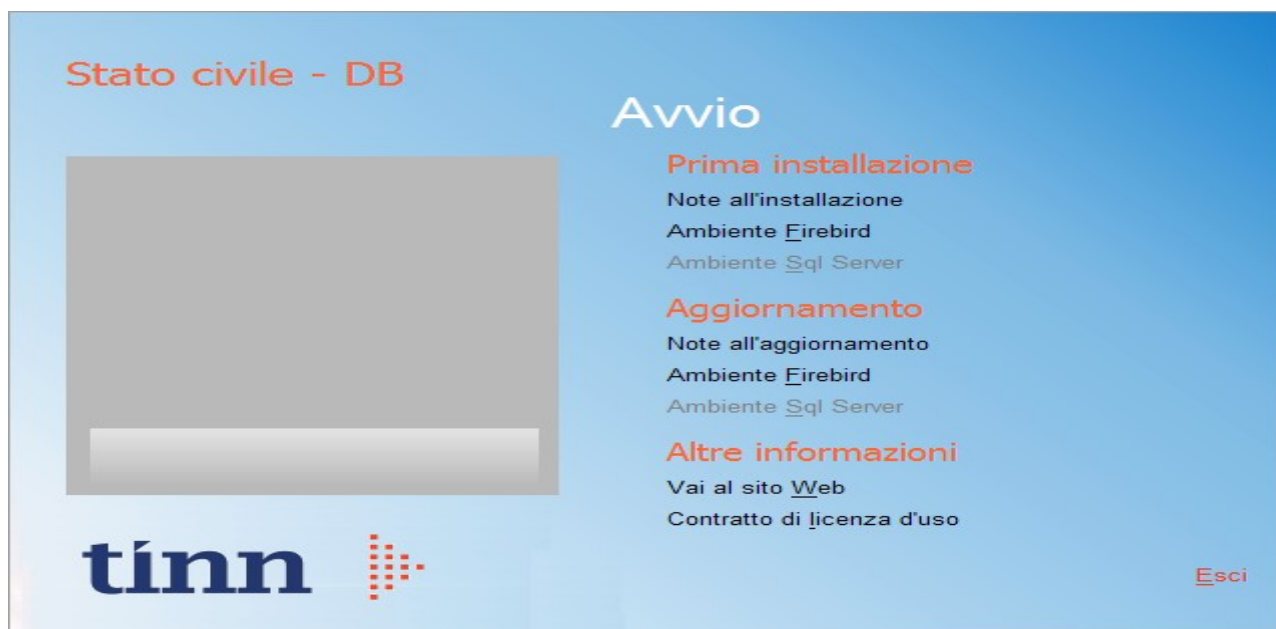 Stato civile - DB
Avvio
Prima installazione
Note all'installazione
Ambiente Firebird
Ambiente Sql Server
Aggiornamento
Note all'aggiornamento
Ambiente Firebird
Ambiente Sql Server
Altre informazioni
Vai al sito Web
Contratto di licenza d'uso
tinn
Esci